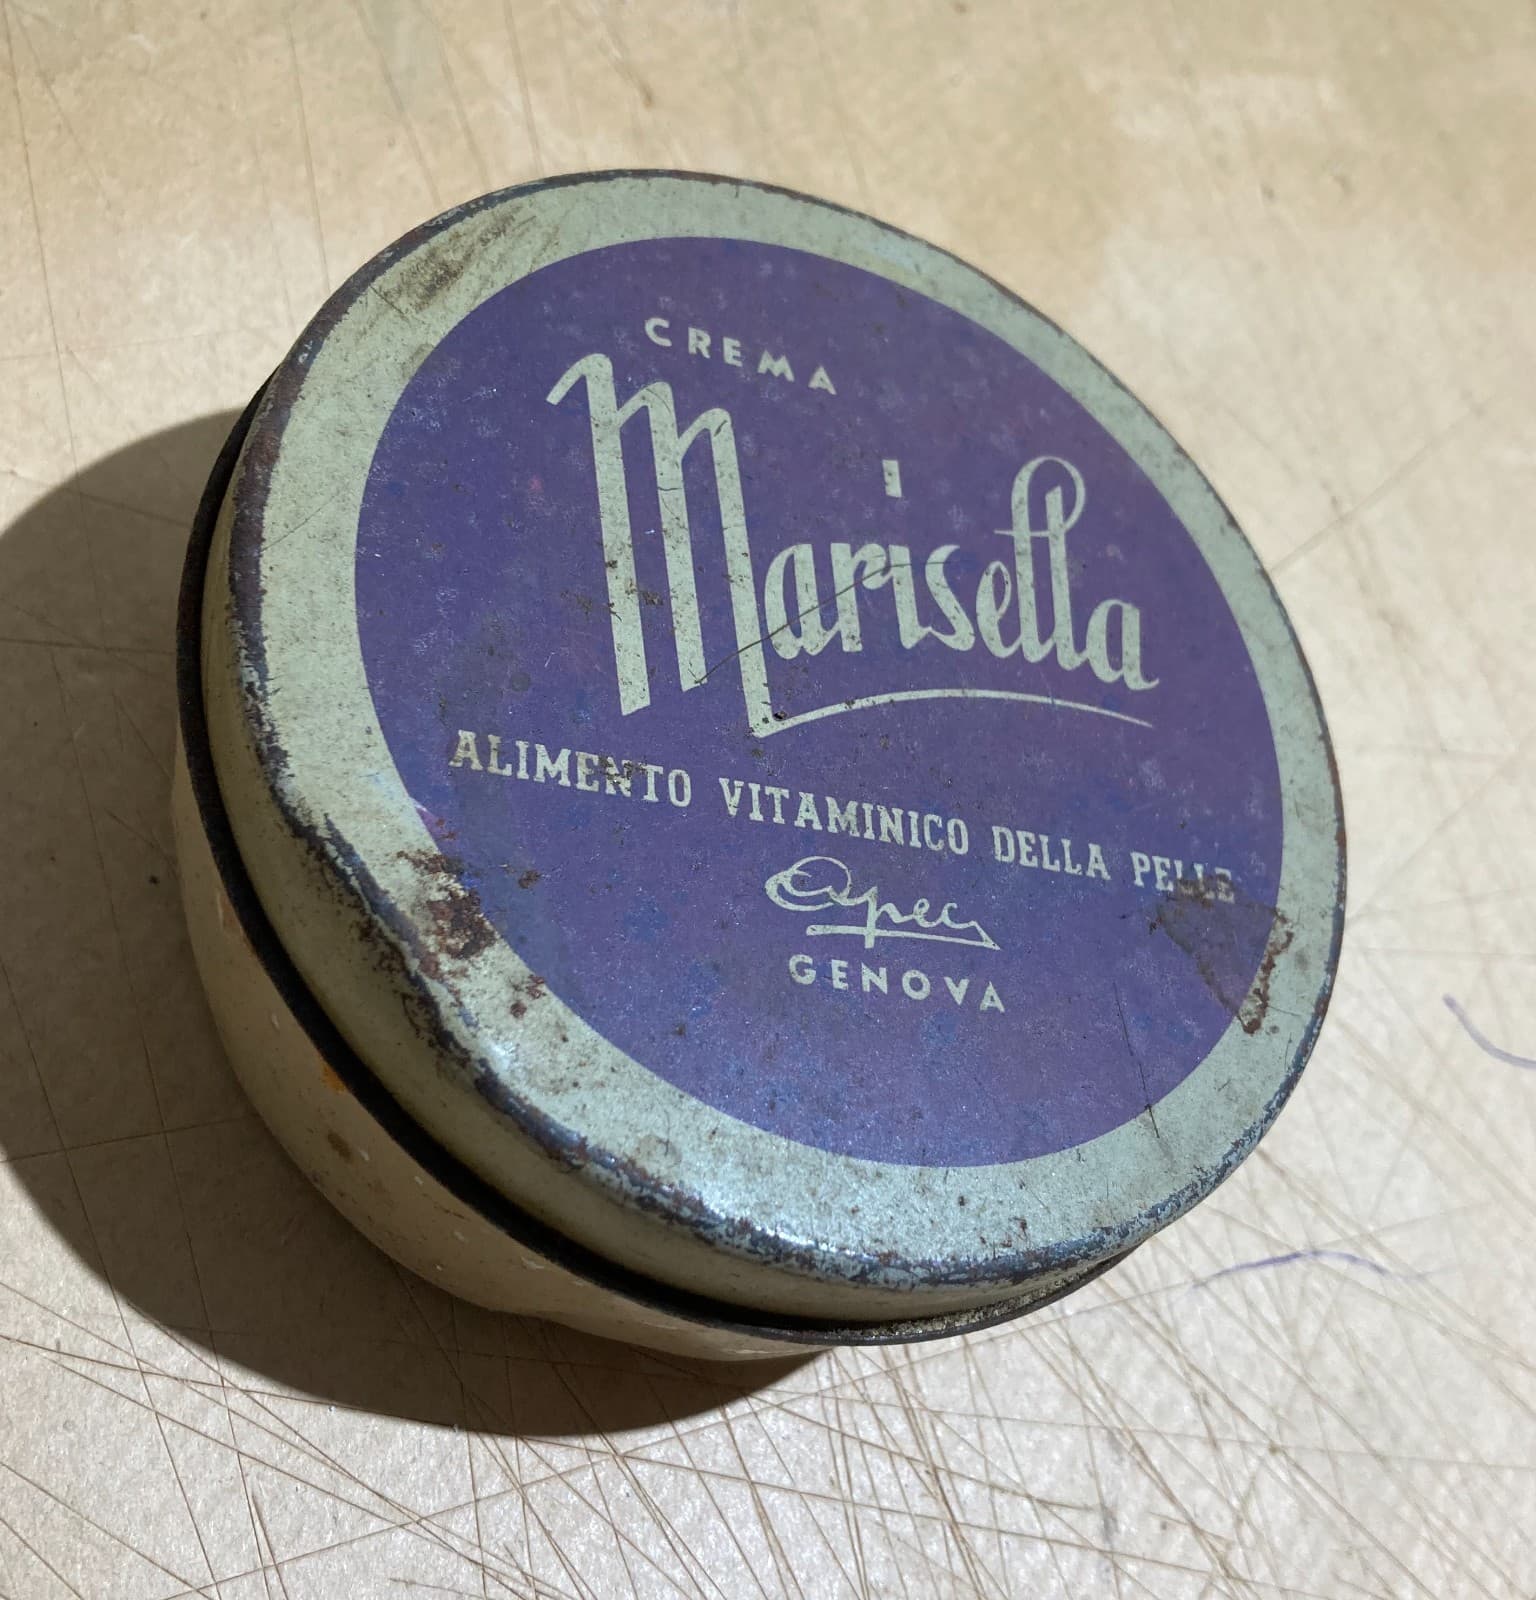 CREMA
Marisella
ALIMENTO VITAMINICO DELLA PELLE
GENOVA